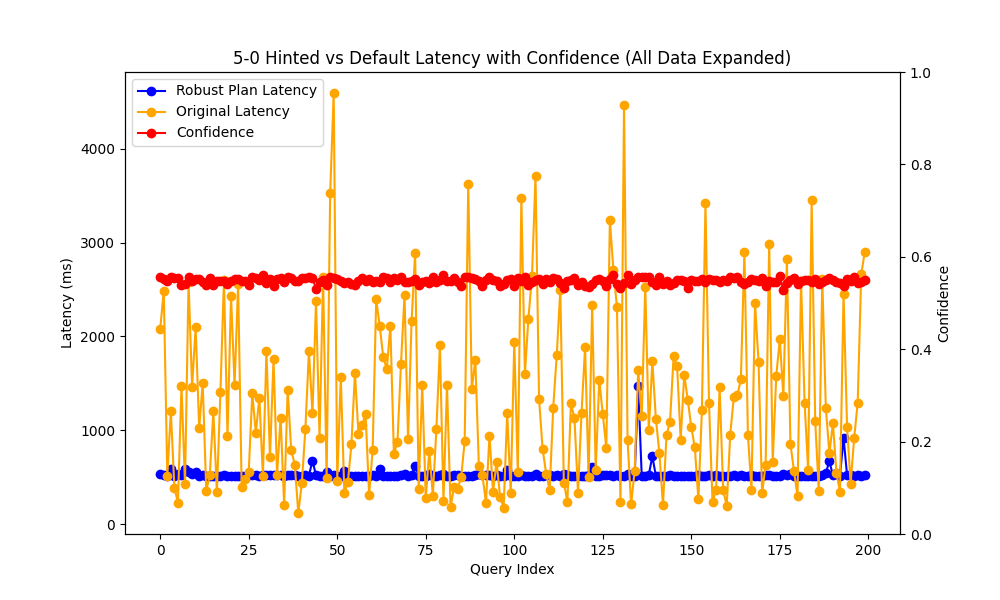 5-0 Hinted vs Default Latency with Confidence (All Data Expanded)
Robust Plan Latency
Original Latency
Confidence
Latency (ms)
4000
3000
2000
1000
0
1.0
0.8
0.6
0.4
0.2
0.0
Confidence
0 25 50 75 100 125 150 175 200
Query Index